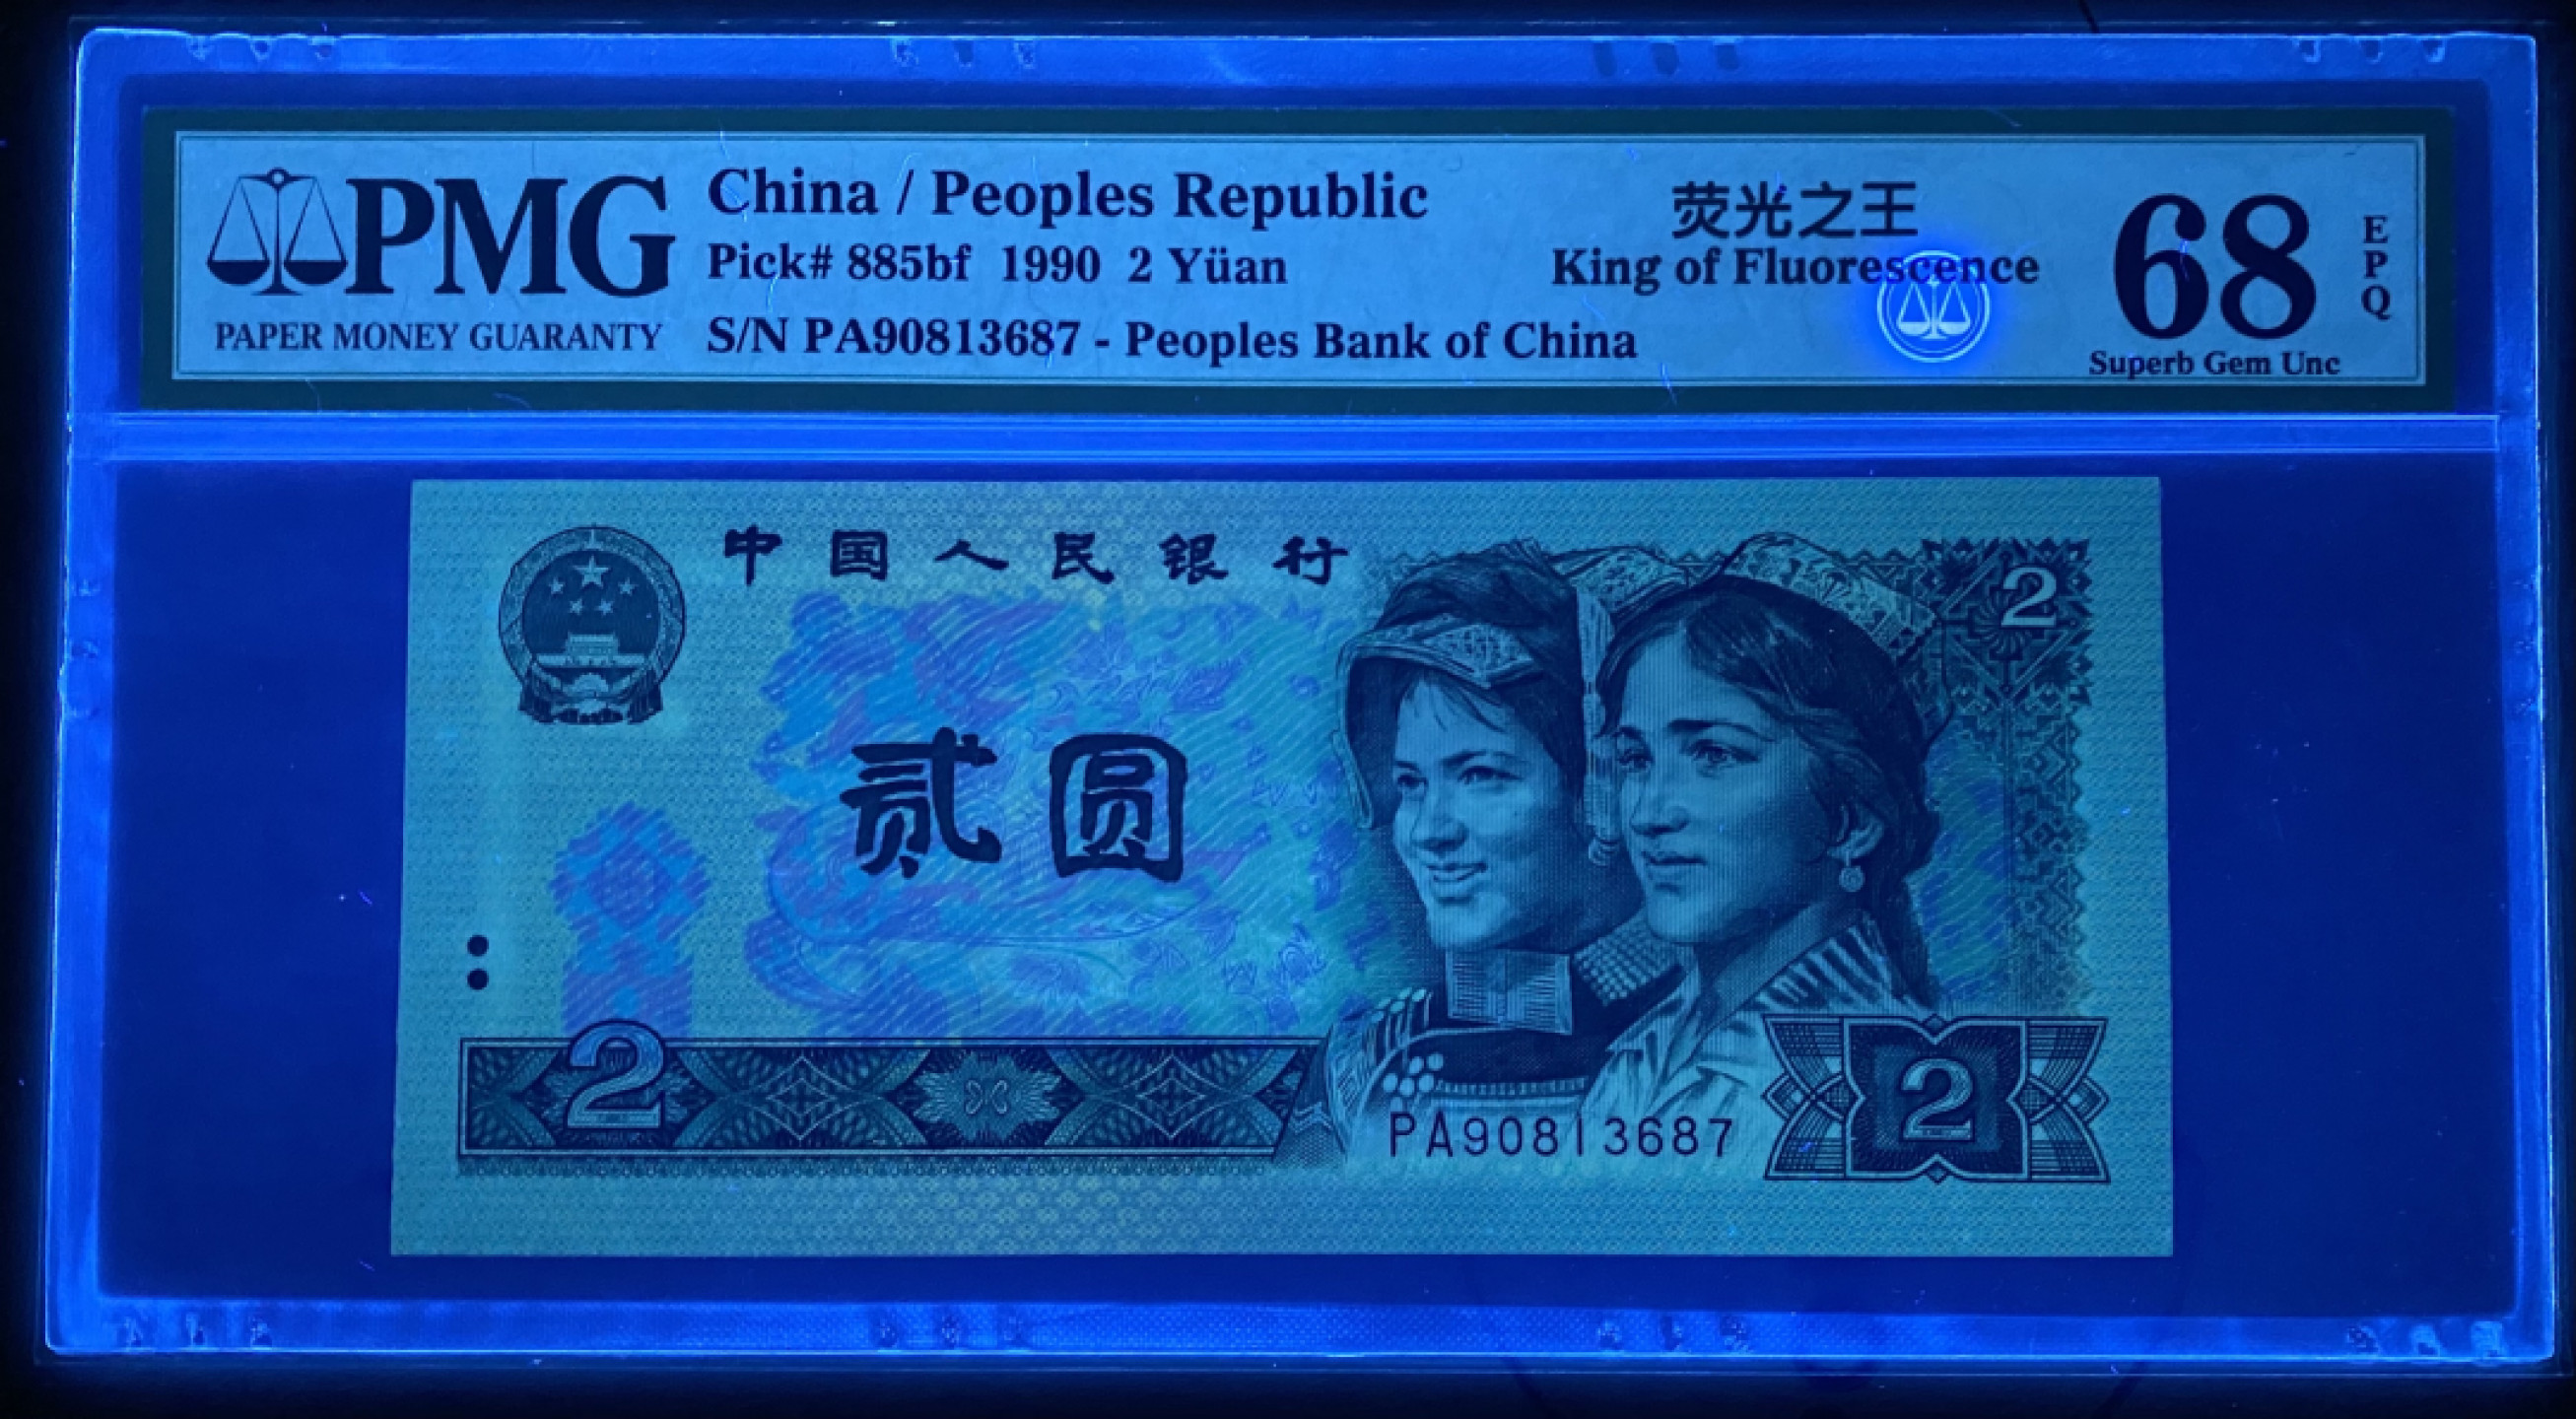 PMG
PAPER MONEY GUARANTY
China / Peoples Republic
Pick# 885bf 1990 2 Yüan
S/N PA90813687 - Peoples Bank of China
荧光之王
King of Fluorescence
68
EPQ
Superb Gem Unc
中国人民银行
2
贰圆
2
PA90813687
2